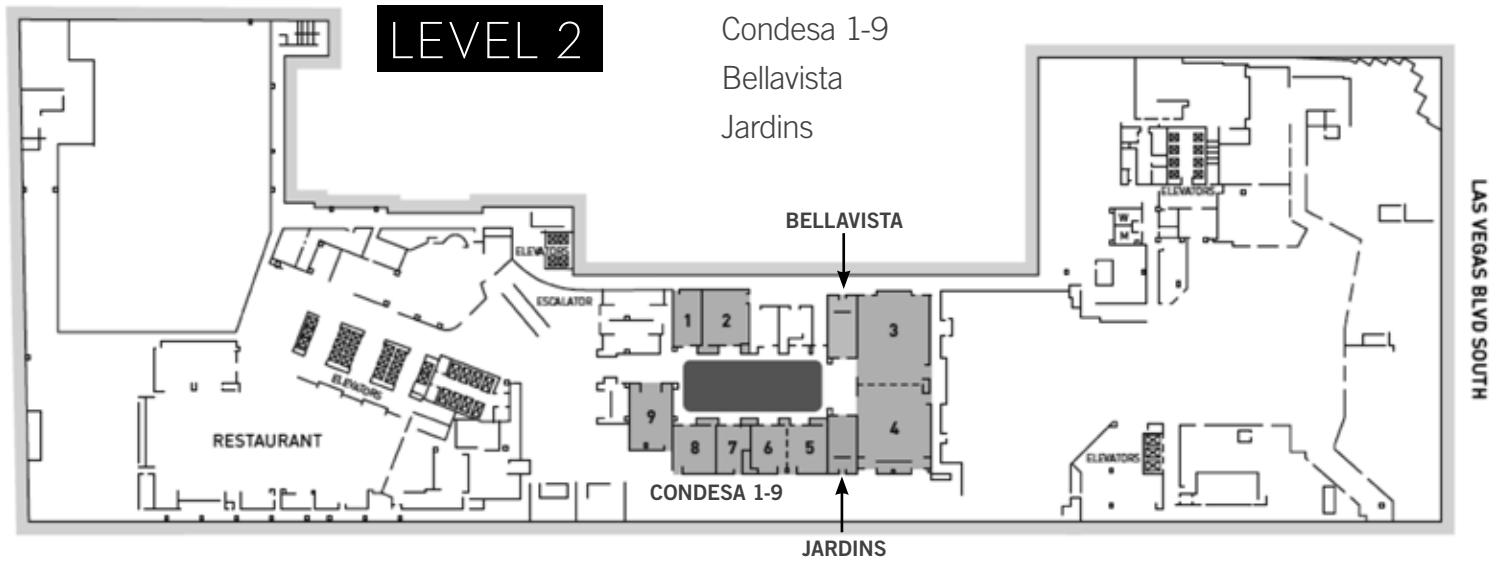 LEVEL 2
Condesa 1-9
Bellavista
Jardins
BELLAVISTA
ELEVATORS
W
M
ELEVATORS
ESCALATOR
1
2
3
ELEVATORS
RESTAURANT
9
8
7
6
5
4
CONDESA 1-9
ELEVATORS
JARDINS
LAS VEGAS BLVD SOUTH